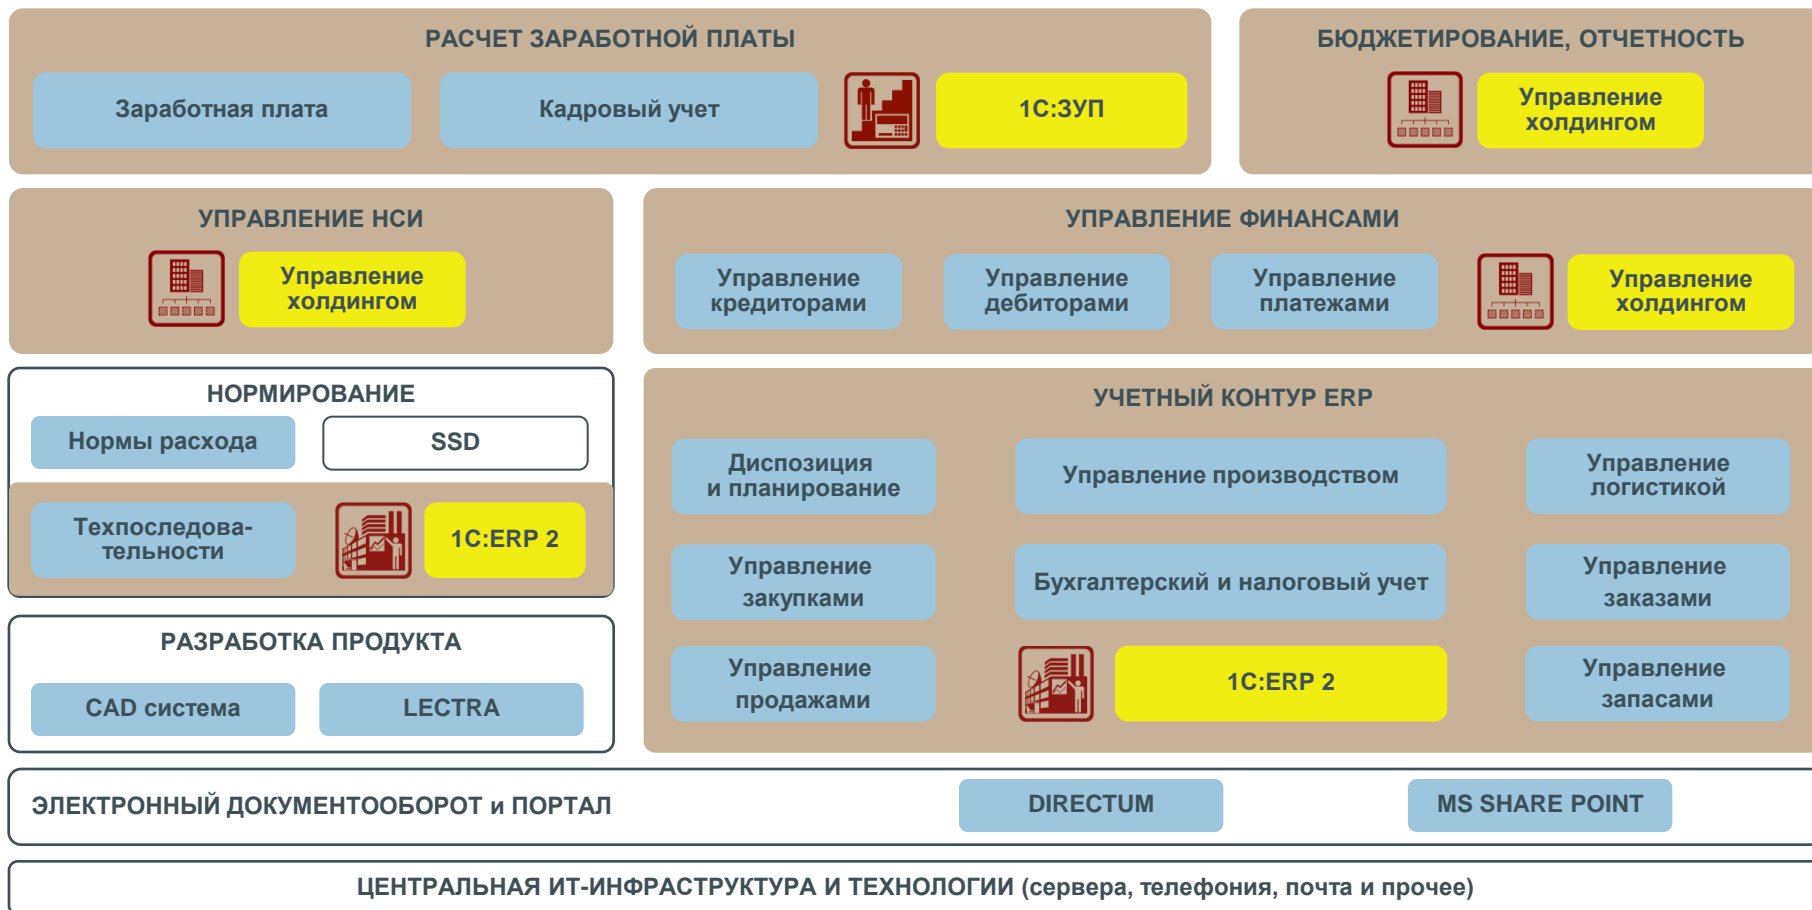 РАСЧЕТ ЗАРАБОТНОЙ ПЛАТЫ
Заработная плата
Кадровый учет
1С:ЗУП
БЮДЖЕТИРОВАНИЕ, ОТЧЕТНОСТЬ
Управление
холдингом
УПРАВЛЕНИЕ НСИ
Управление
холдингом
УПРАВЛЕНИЕ ФИНАНСАМИ
Управление
кредиторами
Управление
дебиторами
Управление
платежами
Управление
холдингом
НОРМИРОВАНИЕ
Нормы расхода
SSD
Техпоследова-
тельности
1С:ERP 2
РАЗРАБОТКА ПРОДУКТА
CAD система
LECTRA
УЧЕТНЫЙ КОНТУР ERP
Диспозиция
и планирование
Управление производством
Управление
логистикой
Управление
закупками
Бухгалтерский и налоговый учет
Управление
заказами
Управление
продажами
1С:ERP 2
Управление
запасами
ЭЛЕКТРОННЫЙ ДОКУМЕНТООБОРОТ и ПОРТАЛ
DIRECTUM
MS SHARE POINT
ЦЕНТРАЛЬНАЯ ИТ-ИНФРАСТРУКТУРА И ТЕХНОЛОГИИ (сервера, телефония, почта и прочее)